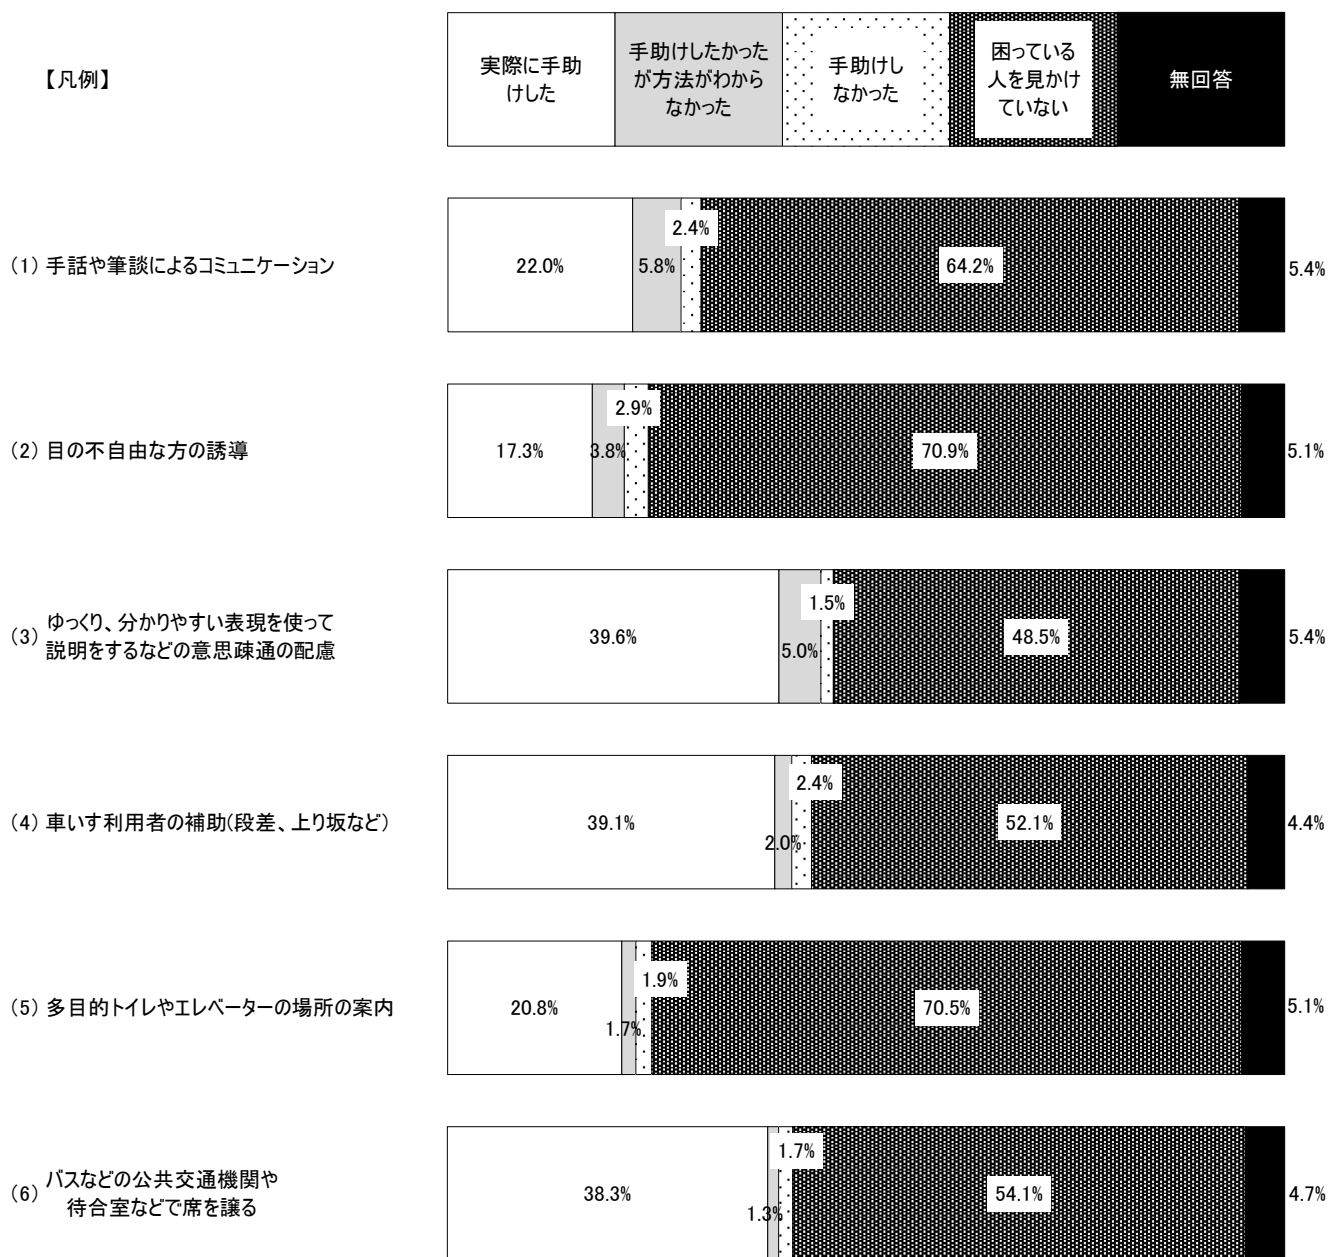 【凡例】
実際に手助
けした
手助けしたかった
が方法がわから
なかった
手助けし
なかった
困っている
人を見かけ
ていない
無回答
(1) 手話や筆談によるコミュニケーション
22.0%
5.8%
2.4%
64.2%
5.4%
(2) 目の不自由な方の誘導
17.3%
3.8%
2.9%
70.9%
5.1%
(3) ゆっくり、分かりやすい表現を使って
説明をするなどの意思疎通の配慮
39.6%
5.0%
1.5%
48.5%
5.4%
(4) 車いす利用者の補助(段差、上り坂など)
39.1%
2.0%
2.4%
52.1%
4.4%
(5) 多目的トイレやエレベーターの場所の案内
20.8%
1.7%
1.9%
70.5%
5.1%
(6) バスなどの公共交通機関や
待合室などで席を譲る
38.3%
1.3%
1.7%
54.1%
4.7%